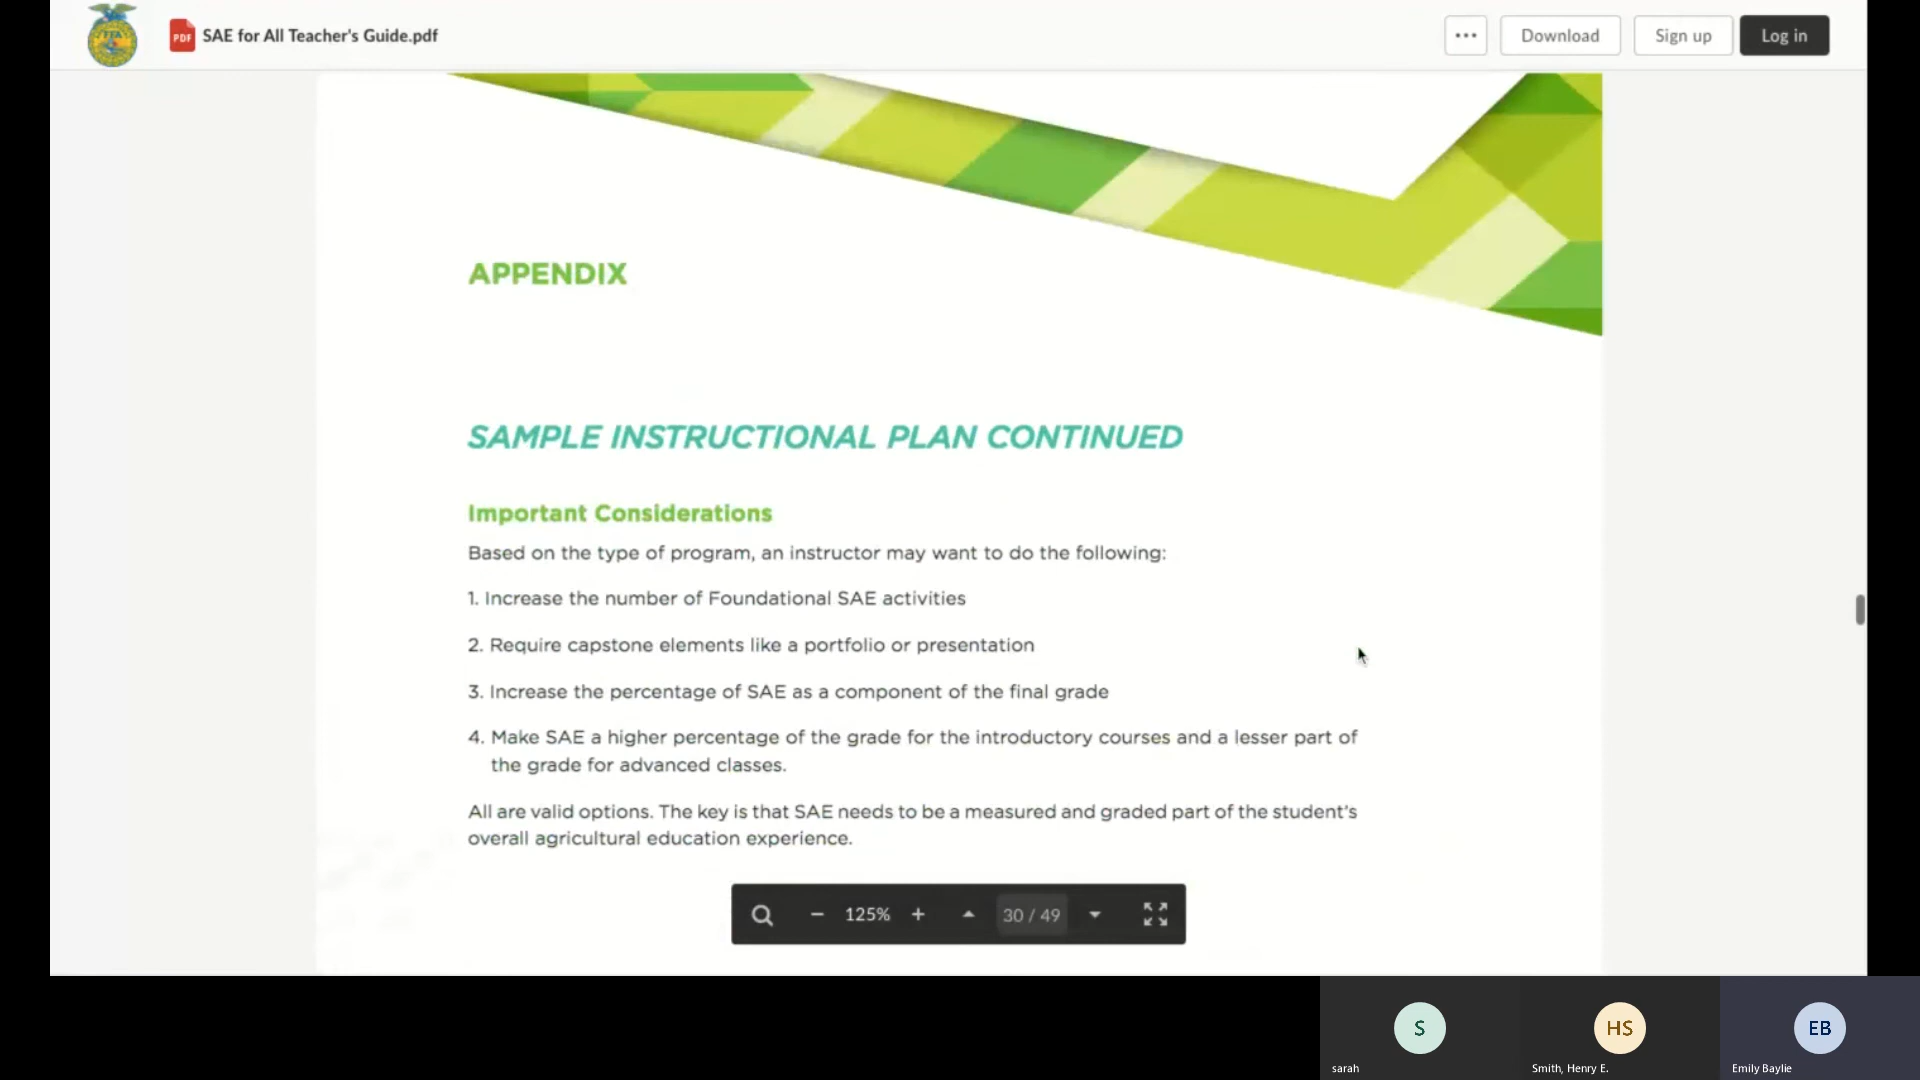 FFA
PDF SAE for All Teacher's Guide.pdf
Download
Sign up
Log in
APPENDIX
SAMPLE INSTRUCTIONAL PLAN CONTINUED
Important Considerations
Based on the type of program, an instructor may want to do the following:
1. Increase the number of Foundational SAE activities
2. Require capstone elements like a portfolio or presentation
3. Increase the percentage of SAE as a component of the final grade
4. Make SAE a higher percentage of the grade for the introductory courses and a lesser part of
the grade for advanced classes.
All are valid options. The key is that SAE needs to be a measured and graded part of the student's
overall agricultural education experience.
125%
30 / 49
S
HS
EB
sarah
Smith, Henry E.
Emily Baylie